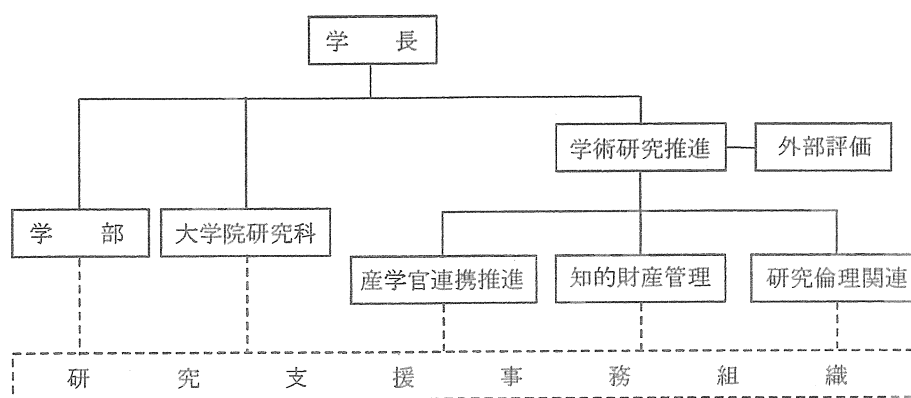 学長
学術研究推進
外部評価
学部
大学院研究科
産学官連携推進
知的財産管理
研究倫理関連
研究支援事務組織